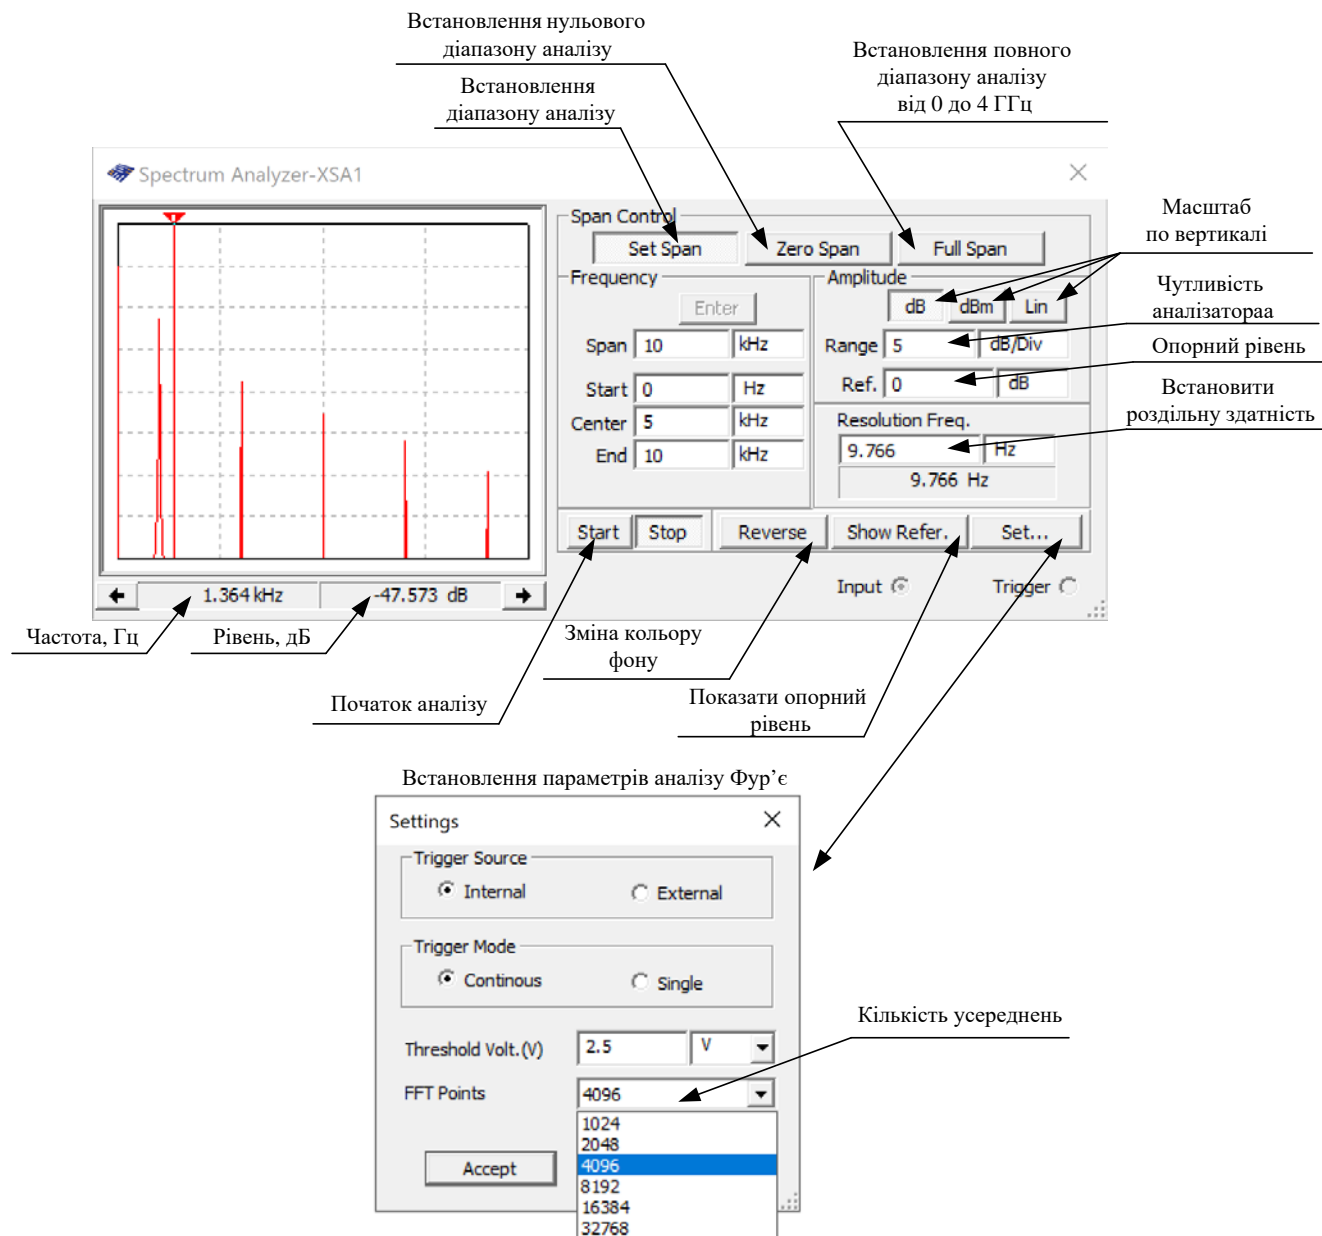 Встановлення нульового
діапазону аналізу
Встановлення
діапазону аналізу
Встановлення повного
діапазону аналізу
від 0 до 4 ГГц
Spectrum Analyzer-XSA1
Span Control
Set Span
Zero Span
Full Span
Масштаб
по вертикалі
Frequency
Enter
Span 10 kHz
Start 0 Hz
Center 5 kHz
End 10 kHz
Amplitude
dB dBm Lin
Range 5 dB/Div
Ref. 0 dB
Чутливість
аналізатораа
Опорний рівень
Встановити
роздільну здатність
Resolution Freq.
9.766 Hz
9.766 Hz
Start Stop Reverse Show Refer. Set...
1.364 kHz -47.573 dB
Input Trigger
Частота, Гц
Рівень, дБ
Зміна кольору
фону
Початок аналізу
Показати опорний
рівень
Встановлення параметрів аналізу Фур’є
Settings
Trigger Source
Internal External
Trigger Mode
Continous Single
Кількість усереднень
Threshold Volt.(V) 2.5 V
FFT Points 4096
1024
2048
4096
8192
16384
32768
Accept